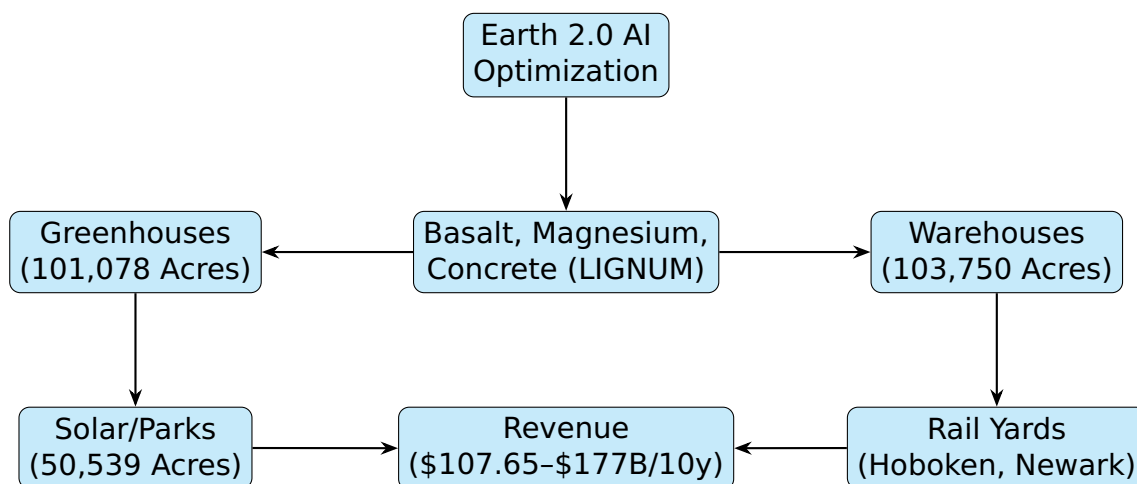 Earth 2.0 AI
Optimization
Greenhouses
(101,078 Acres)
Basalt, Magnesium,
Concrete (LIGNUM)
Warehouses
(103,750 Acres)
Solar/Parks
(50,539 Acres)
Revenue
($107.65–$177B/10y)
Rail Yards
(Hoboken, Newark)